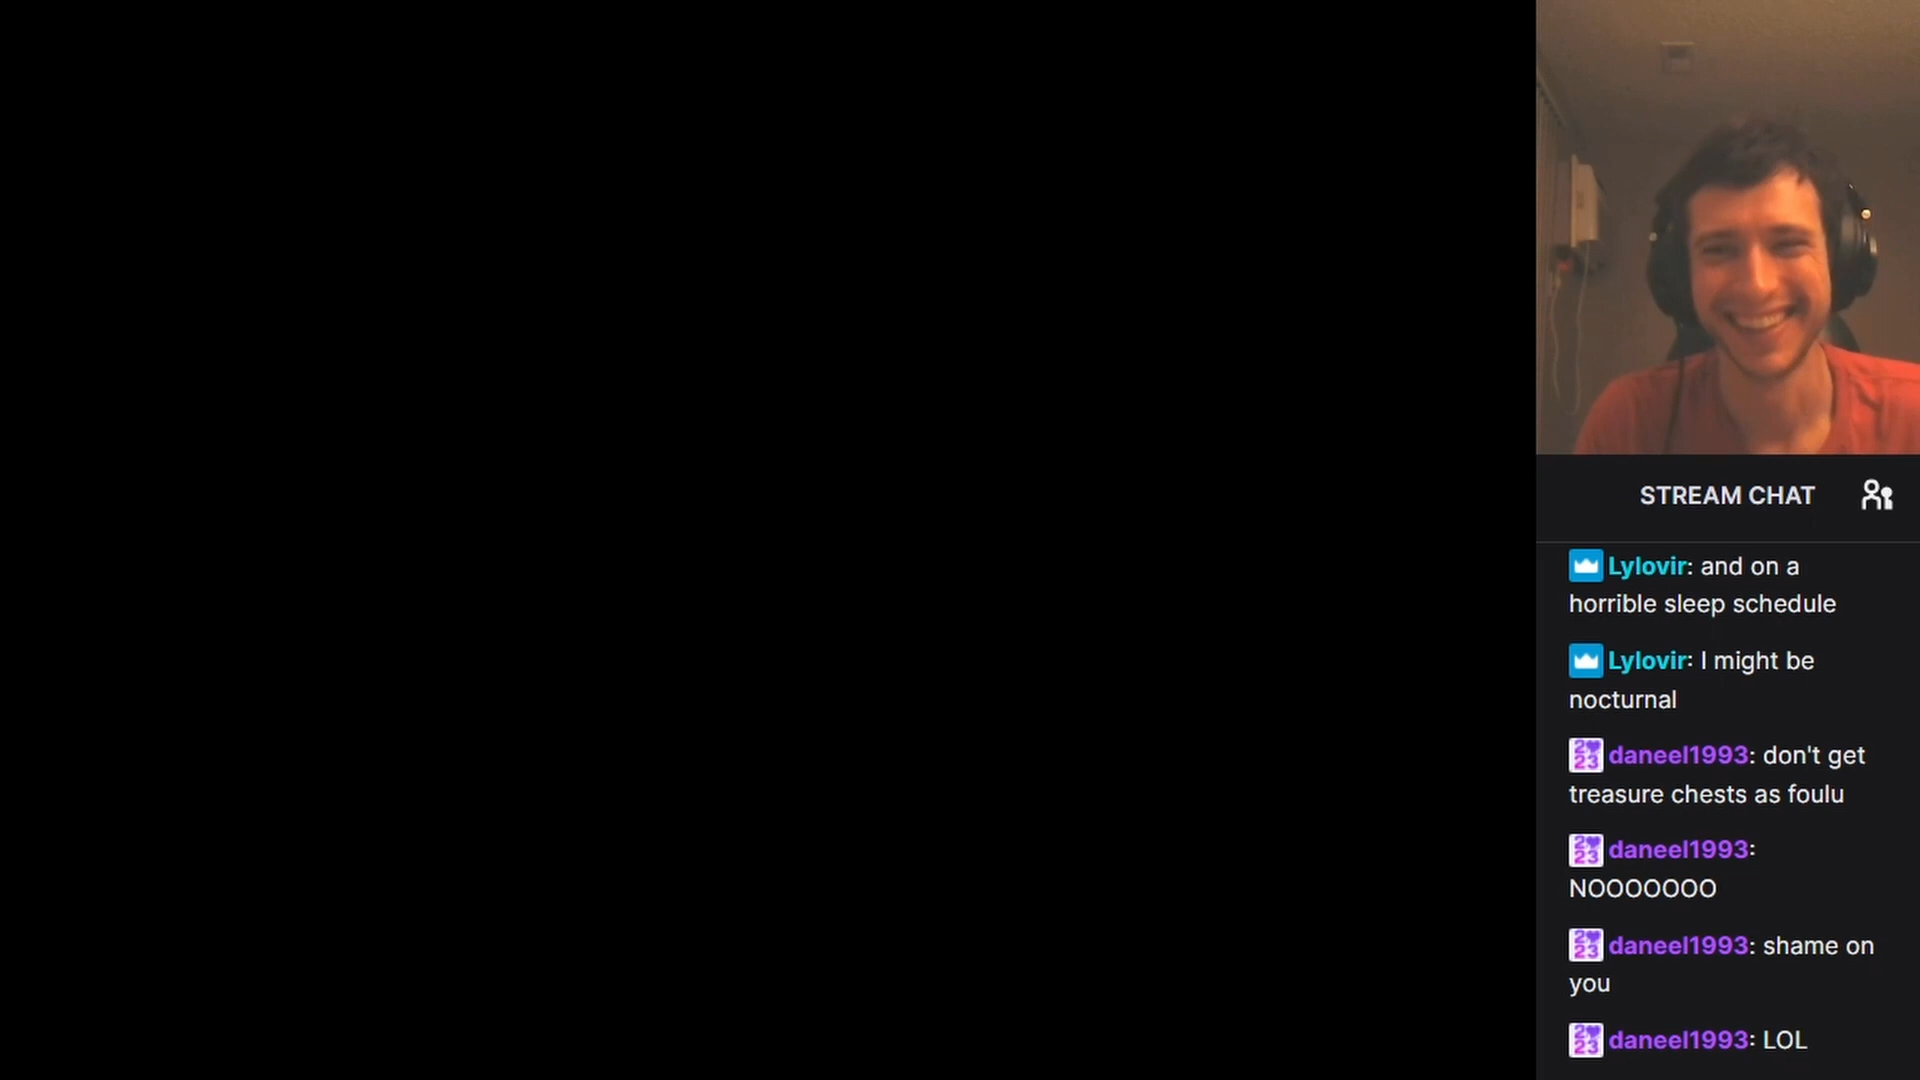 STREAM CHAT
Lylovir: and on a
horrible sleep schedule
Lylovir: I might be
nocturnal
daneel1993: don't get
treasure chests as foulu
daneel1993:
NOOOOOOO
daneel1993: shame on
you
daneel1993: LOL